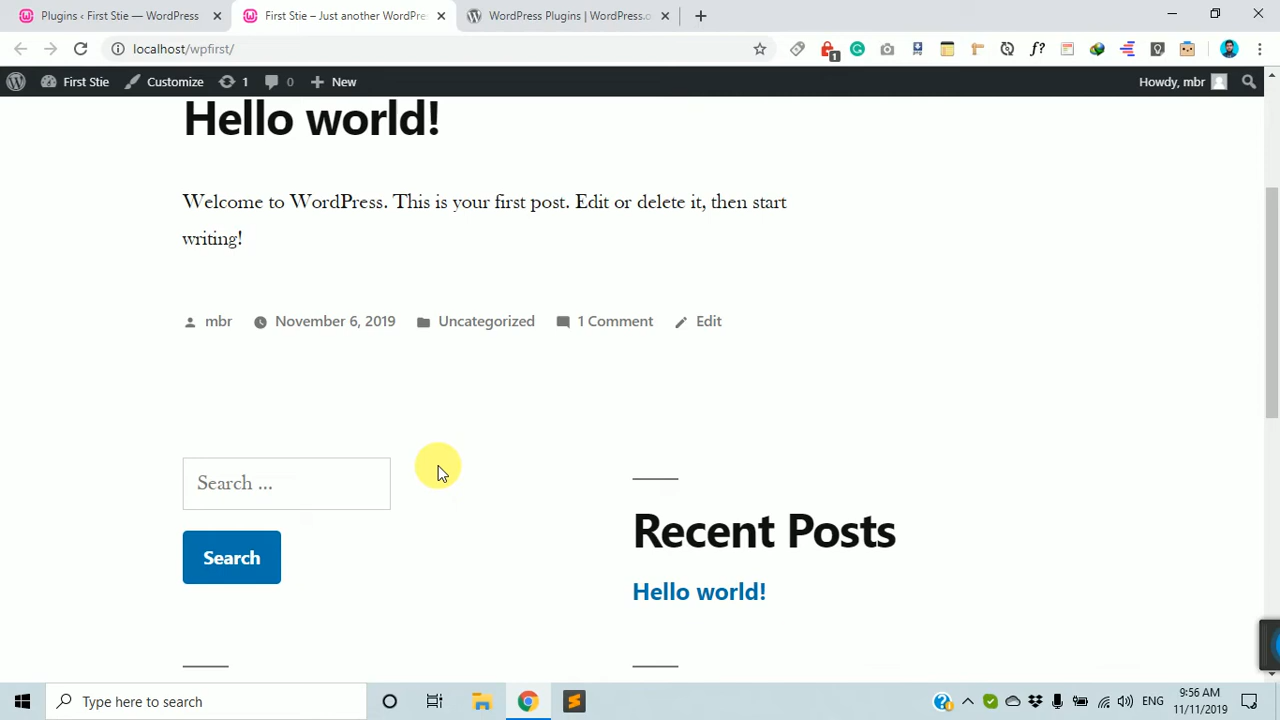 Plugins ‹ First Stie — WordPress
First Stie – Just another WordPre
WordPress Plugins | WordPress.o
localhost/wpfirst/
1
f?
First Stie
Customize
1
0
New
Howdy, mbr
Hello world!
Welcome to WordPress. This is your first post. Edit or delete it, then start
writing!
mbr
November 6, 2019
Uncategorized
1 Comment
Edit
Search ...
Search
Recent Posts
Hello world!
Type here to search
ENG
9:56 AM
11/11/2019